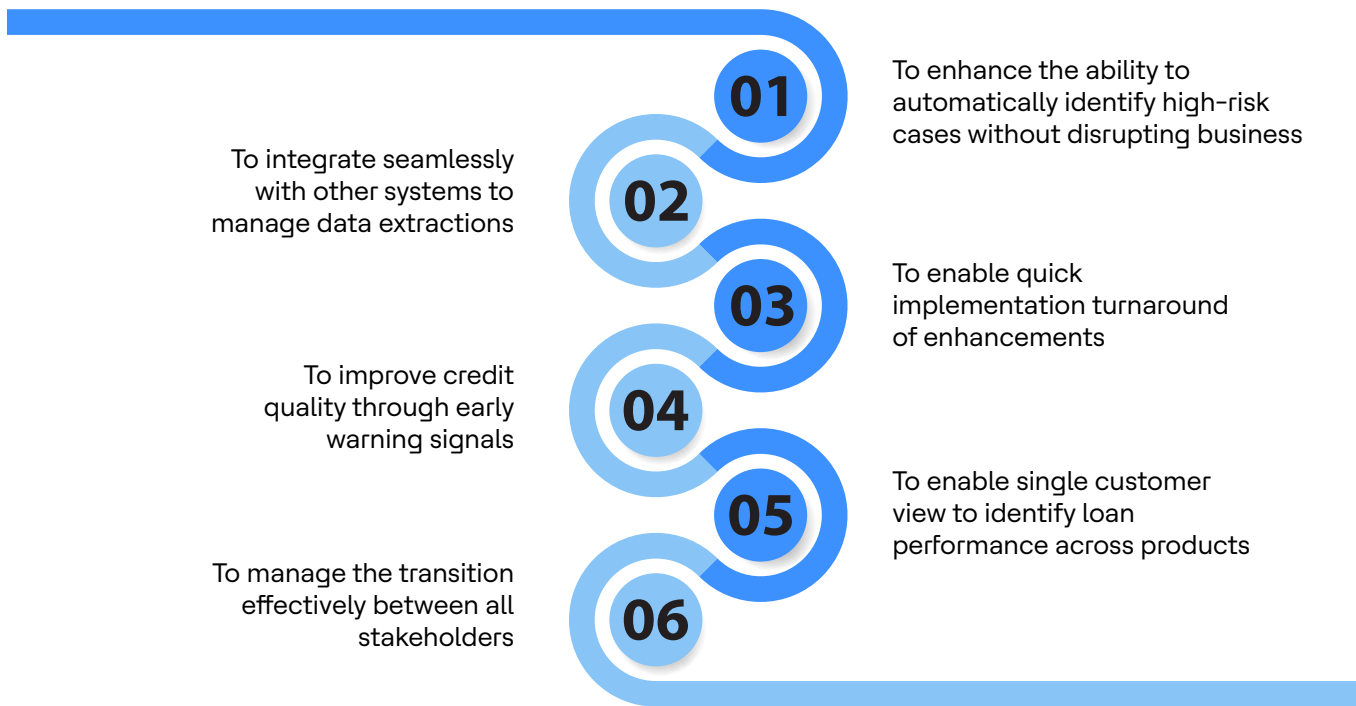 01
To enhance the ability to
automatically identify high-risk
cases without disrupting business
02
To integrate seamlessly
with other systems to
manage data extractions
03
To enable quick
implementation turnaround
of enhancements
04
To improve credit
quality through early
warning signals
05
To enable single customer
view to identify loan
performance across products
06
To manage the transition
effectively between all
stakeholders